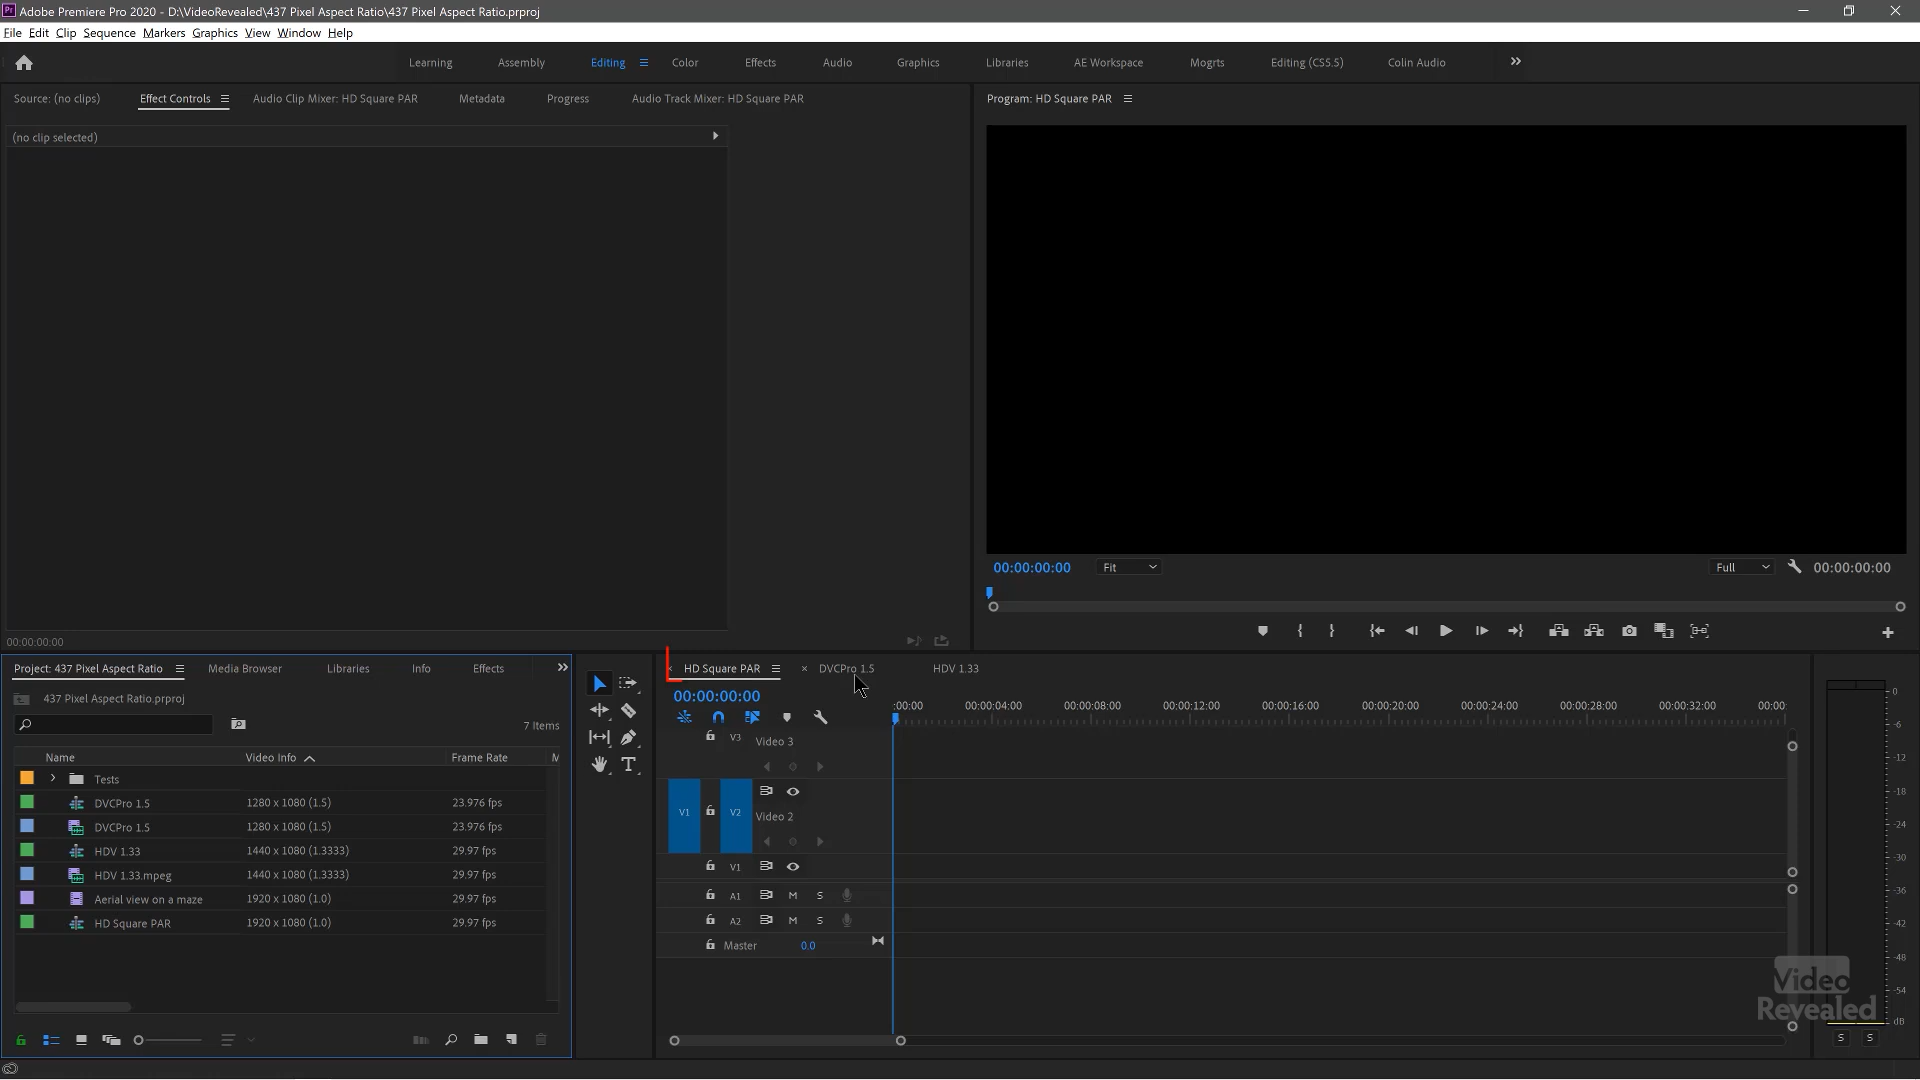 Adobe Premiere Pro 2020 - D:\VideoRevealed\437 Pixel Aspect Ratio\437 Pixel Aspect Ratio.prproj
File Edit Clip Sequence Markers Graphics View Window Help
Learning Assembly Editing Color Effects Audio Graphics Libraries AE Workspace Mogrts Editing (CS5.5) Colin Audio
Source: (no clips) Effect Controls Audio Clip Mixer: HD Square PAR Metadata Progress Audio Track Mixer: HD Square PAR
Program: HD Square PAR
(no clip selected)
00:00:00:00 Fit Full 00:00:00:00
00:00:00:00
Project: 437 Pixel Aspect Ratio Media Browser Libraries Info Effects
437 Pixel Aspect Ratio.prproj
7 Items
Name Video Info Frame Rate M
Tests
DVCPro 1.5 1280 x 1080 (1.5) 23.976 fps
DVCPro 1.5 1280 x 1080 (1.5) 23.976 fps
HDV 1.33 1440 x 1080 (1.3333) 29.97 fps
HDV 1.33.mpeg 1440 x 1080 (1.3333) 29.97 fps
Aerial view on a maze 1920 x 1080 (1.0) 29.97 fps
HD Square PAR 1920 x 1080 (1.0) 29.97 fps
HD Square PAR DVCPro 1.5 HDV 1.33
00:00:00:00
:00:00 00:00:04:00 00:00:08:00 00:00:12:00 00:00:16:00 00:00:20:00 00:00:24:00 00:00:28:00 00:00:32:00 00:00:
V3 Video 3
V1 V2 Video 2
V1
A1 M S
A2 M S
Master 0.0
0
-6
-12
-18
-24
-30
-36
-42
-48
-54
dB
S S
Video
Revealed